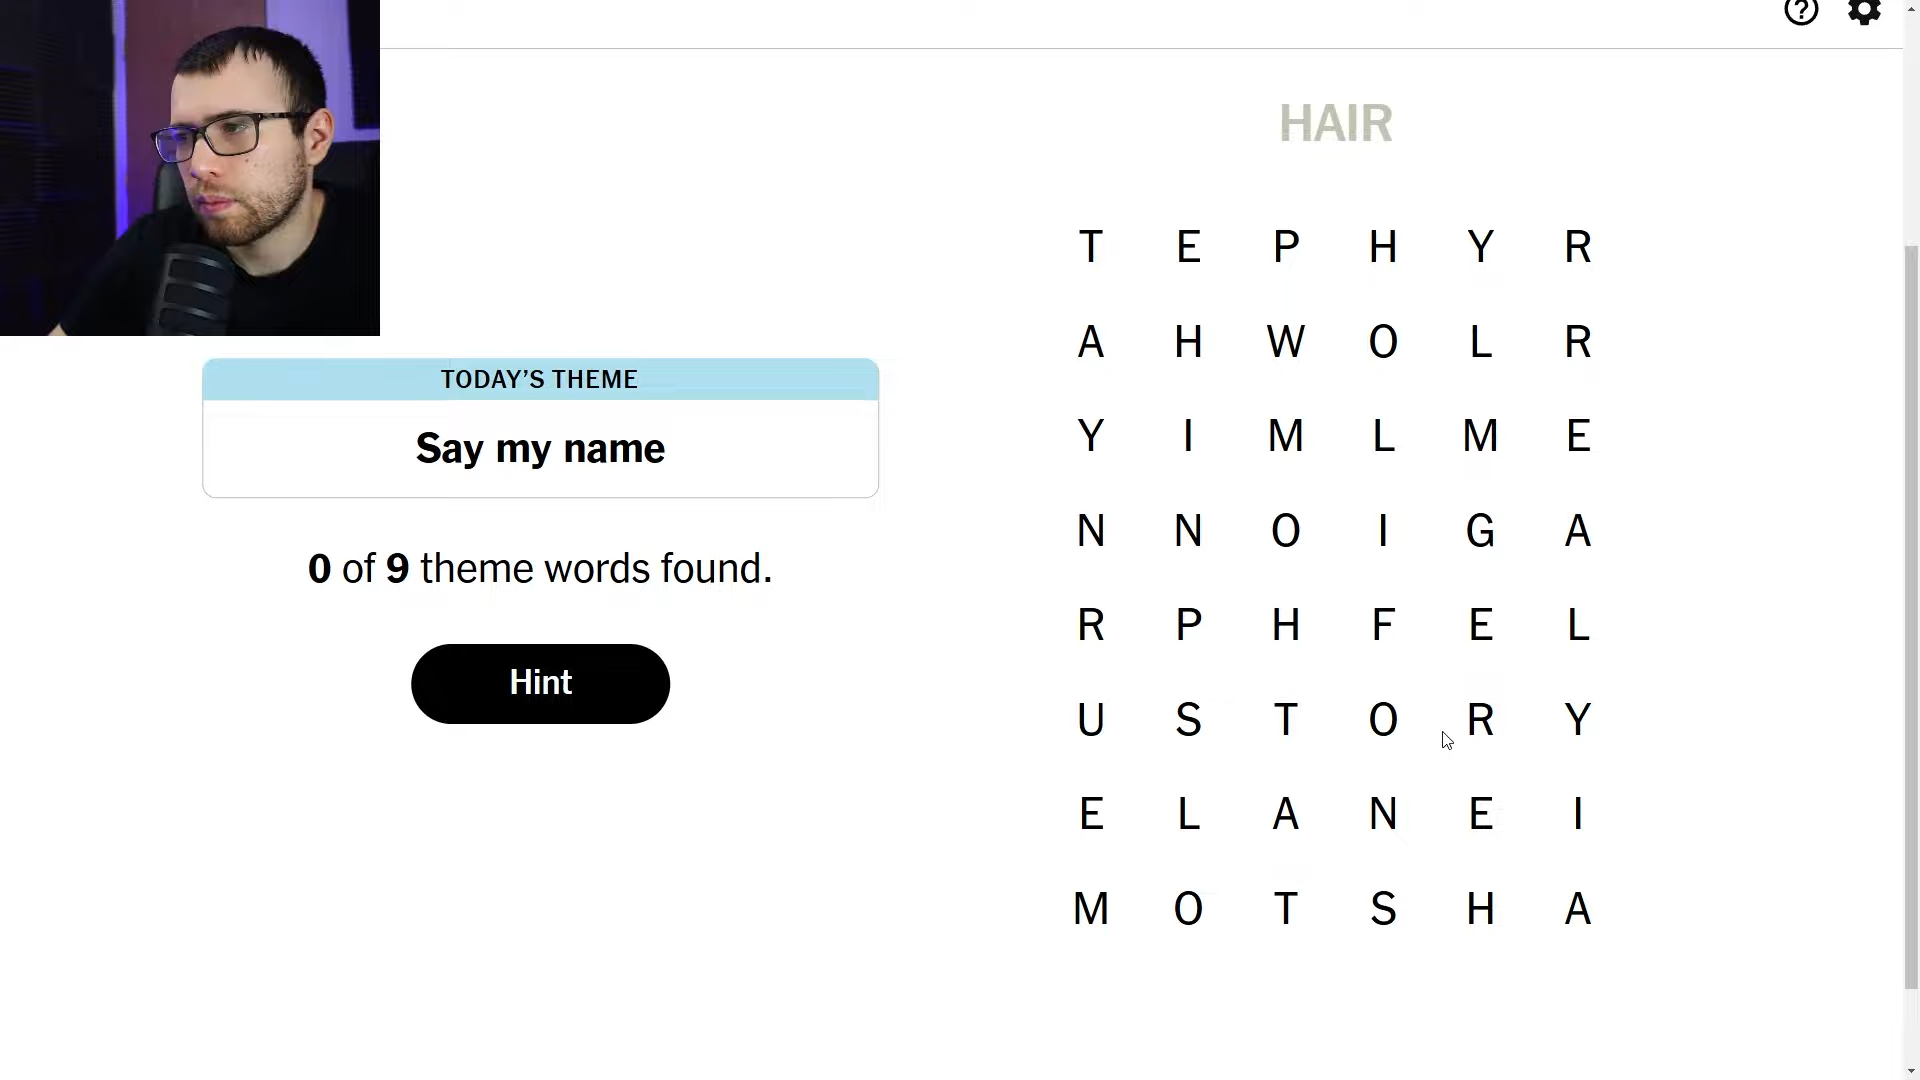 HAIR
TODAY'S THEME
Say my name
0 of 9 theme words found.
Hint
T E P H Y R
A H W O L R
Y I M L M E
N N O I G A
R P H F E L
U S T O R Y
E L A N E I
M O T S H A